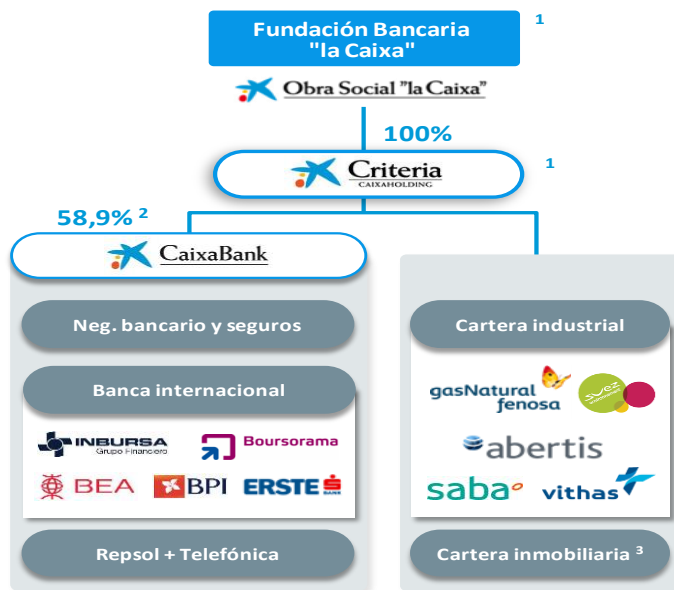 Fundación Bancaria
"la Caixa"
1
Obra Social "la Caixa"
100%
Criteria
CAIXAHOLDING
1
58,9% 2
CaixaBank
Neg. bancario y seguros
Banca internacional
INBURSA
Grupo Financiero
Boursorama
BEA
BPI
ERSTE
BANK
Repsol + Telefónica
Cartera industrial
gasNatural
fenosa
suez
abertis
saba
vithas
Cartera inmobiliaria 3